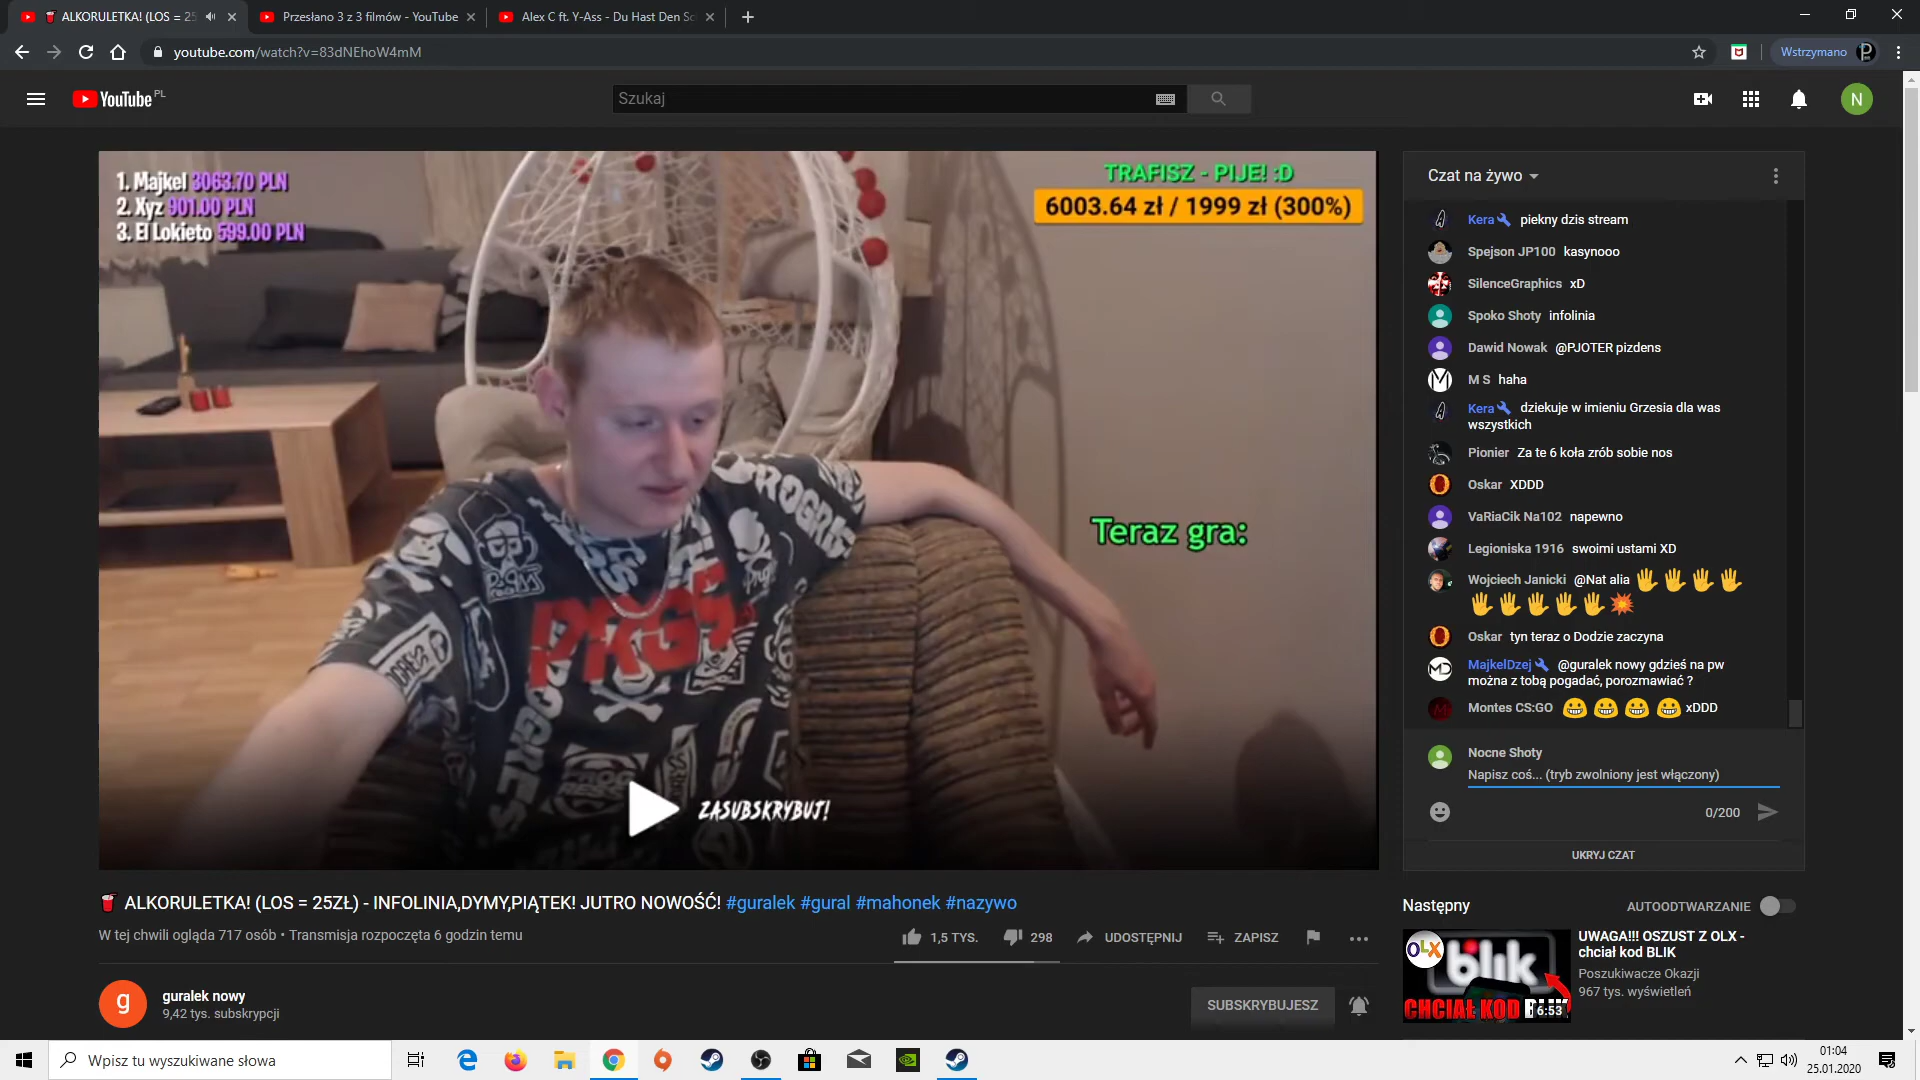 ALKORULETKA! (LOS = 25
Przesłano 3 z 3 filmów - YouTube
Alex C ft. Y-Ass - Du Hast Den Sc
youtube.com/watch?v=83dNEhoW4mM
Wstrzymano
YouTube PL
Szukaj
N
1. Majkel 3063.70 PLN
2. Xyz 901.00 PLN
3. El Lokieto 599.00 PLN
TRAFISZ - PIJE! :D
6003.64 zł / 1999 zł (300%)
Teraz gra:
PRGS
ZASUBSKRYBUJ!
Czat na żywo
Kera piekny dzis stream
Spejson JP100 kasynooo
SilenceGraphics xD
Spoko Shoty infolinia
Dawid Nowak @PJOTER pizdens
M S haha
Kera dziekuje w imieniu Grzesia dla was
wszystkich
Pionier Za te 6 koła zrób sobie nos
Oskar XDDD
VaRiaCik Na102 napewno
Legioniska 1916 swoimi ustami XD
Wojciech Janicki @Nat alia 🖐🖐🖐🖐
🖐🖐🖐🖐🖐💥
Oskar tyn teraz o Dodzie zaczyna
MajkelDzej @guralek nowy gdzieś na pw
można z tobą pogadać, porozmawiać ?
Montes CS:GO 😀😀😀😀 xDDD
Nocne Shoty
Napisz coś... (tryb zwolniony jest włączony)
0/200
UKRYJ CZAT
ALKORULETKA! (LOS = 25ZŁ) - INFOLINIA,DYMY,PIĄTEK! JUTRO NOWOŚĆ! #guralek #gural #mahonek #nazywo
W tej chwili ogląda 717 osób • Transmisja rozpoczęta 6 godzin temu
1,5 TYS.
298
UDOSTĘPNIJ
ZAPISZ
g
guralek nowy
9,42 tys. subskrypcji
SUBSKRYBUJESZ
Następny
AUTOODTWARZANIE
OLX
blik
CHCIAŁ KOD
6:53
UWAGA!!! OSZUST Z OLX -
chciał kod BLIK
Poszukiwacze Okazji
967 tys. wyświetleń
Wpisz tu wyszukiwane słowa
01:04
25.01.2020